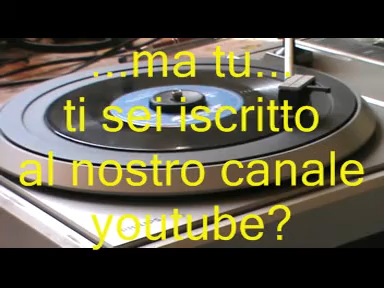 ...ma tu...
ti sei iscritto
al nostro canale
youtube?